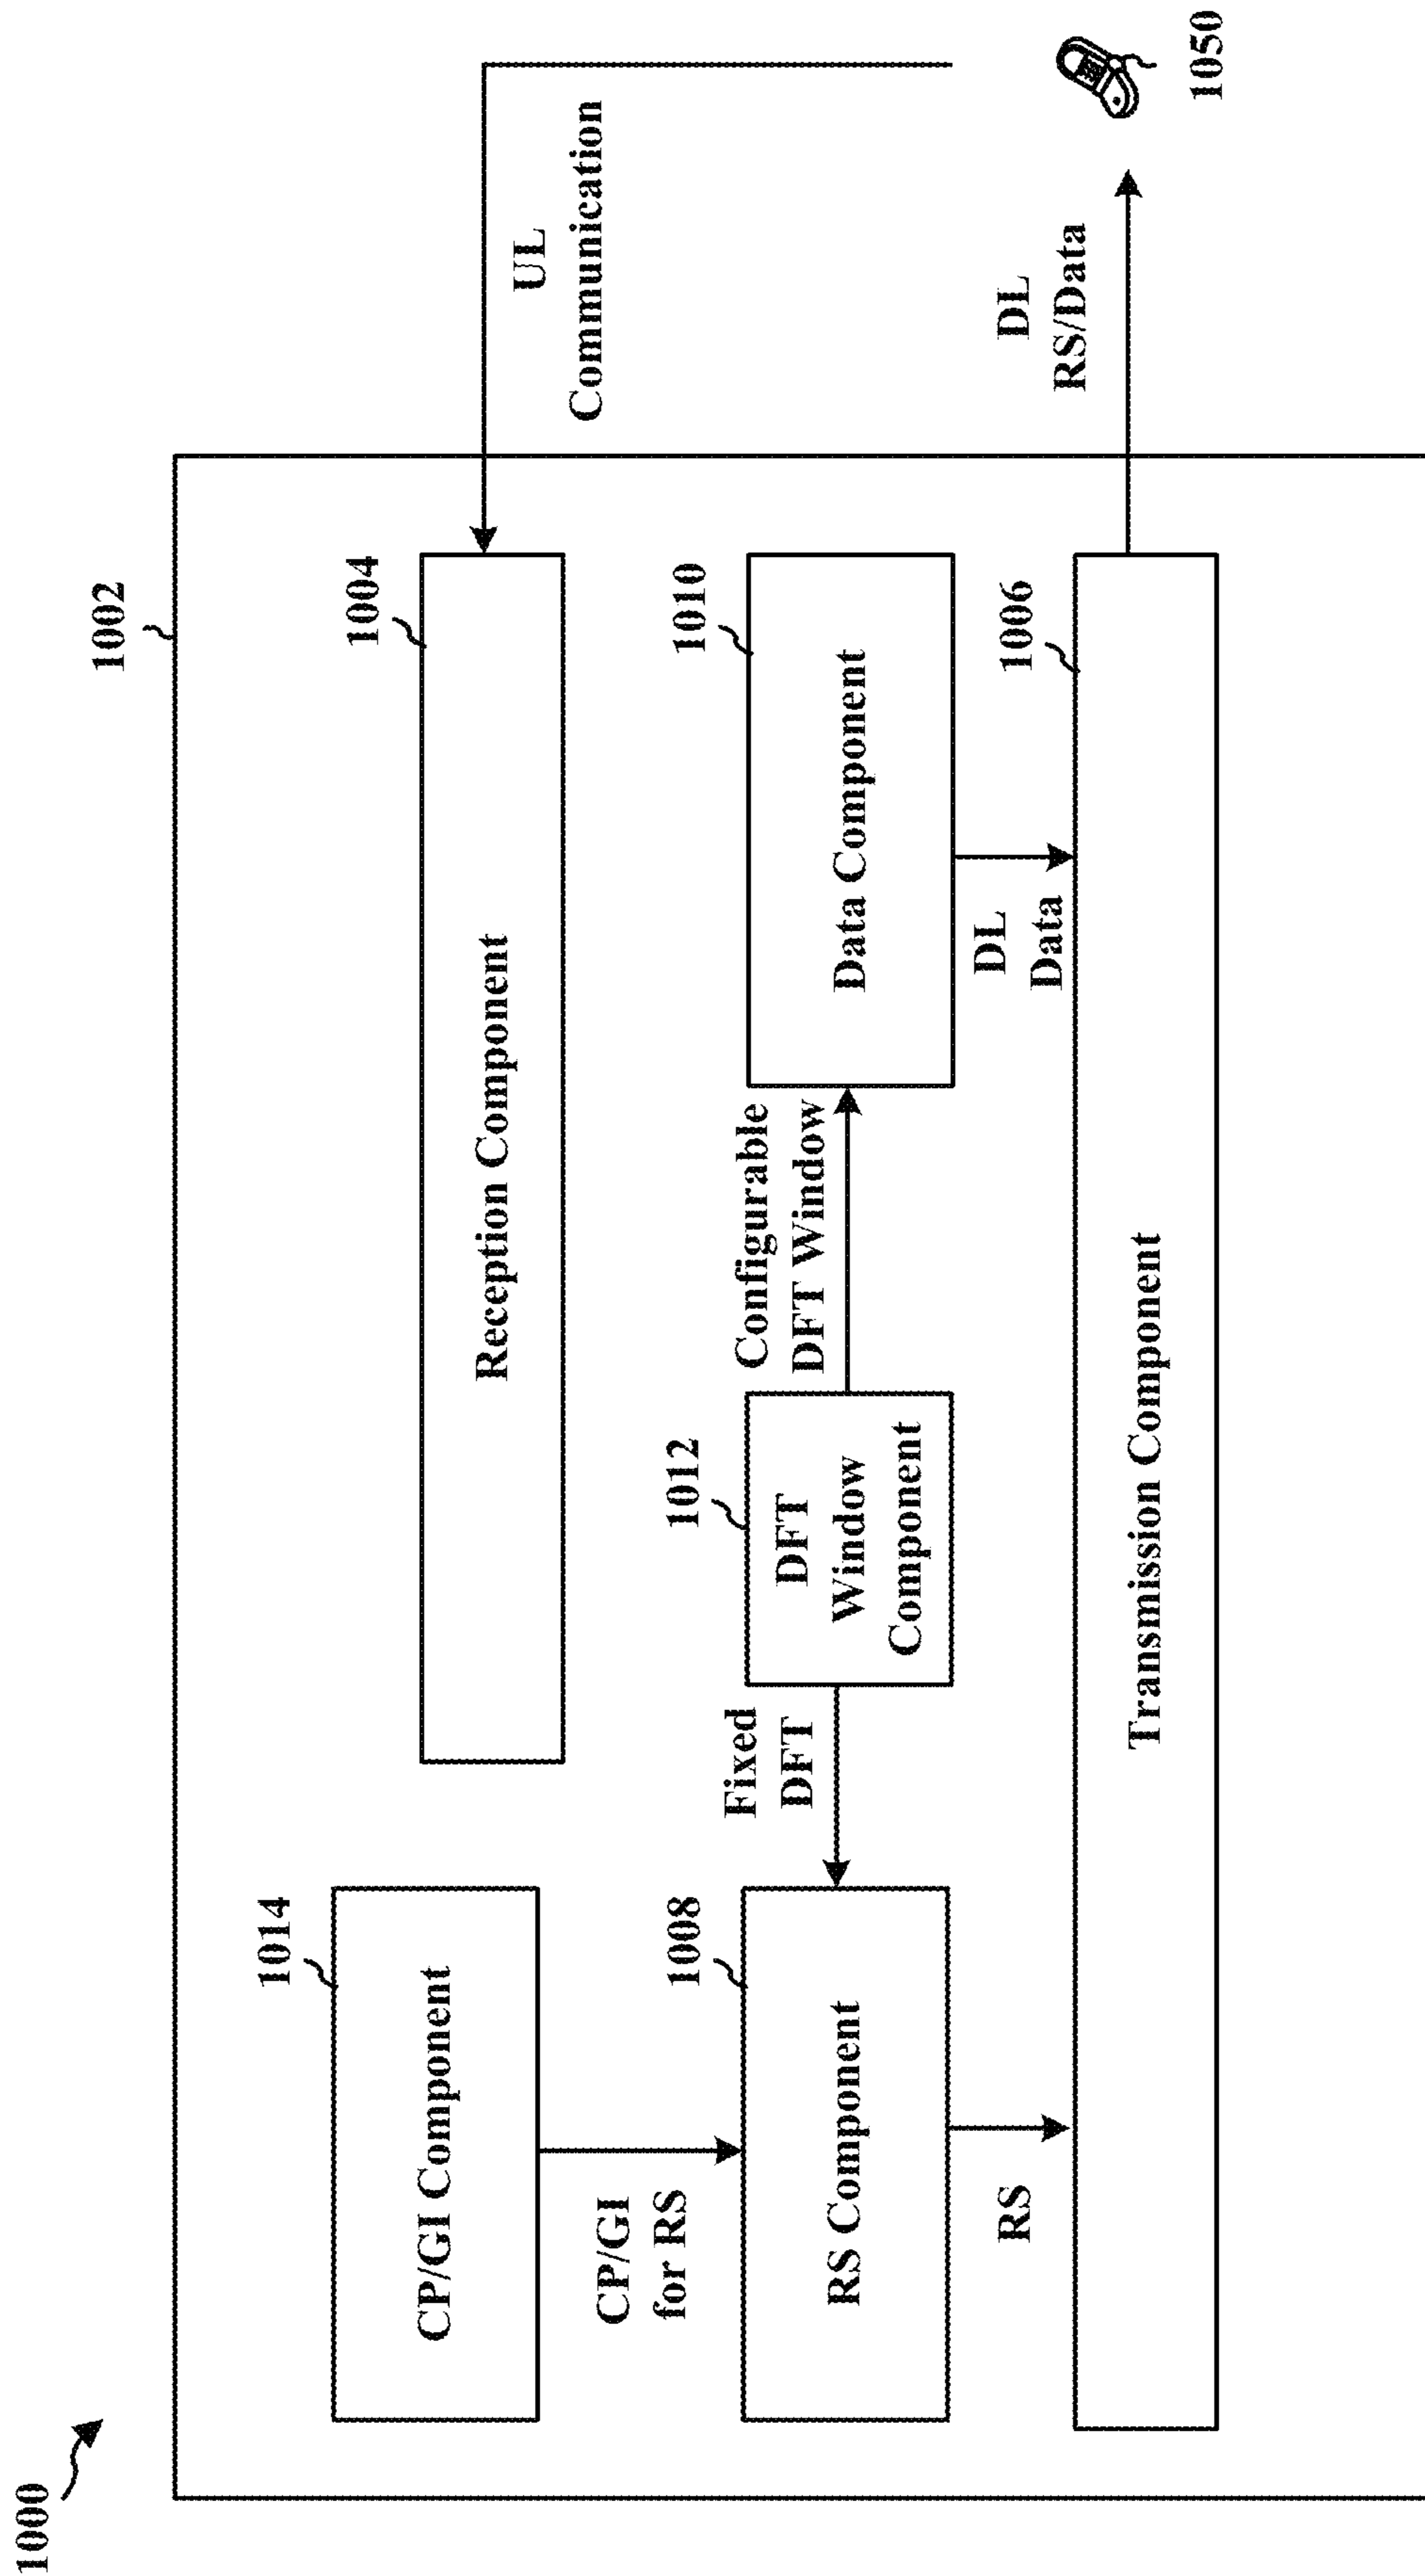 1000
1002
1014
CP/GI Component
1004
Reception Component
UL
Communication
CP/GI
for RS
1008
RS Component
Fixed
DFT
1012
DFT
Window
Component
Configurable
DFT Window
1010
Data Component
RS
DL
Data
1006
Transmission Component
DL
RS/Data
1050